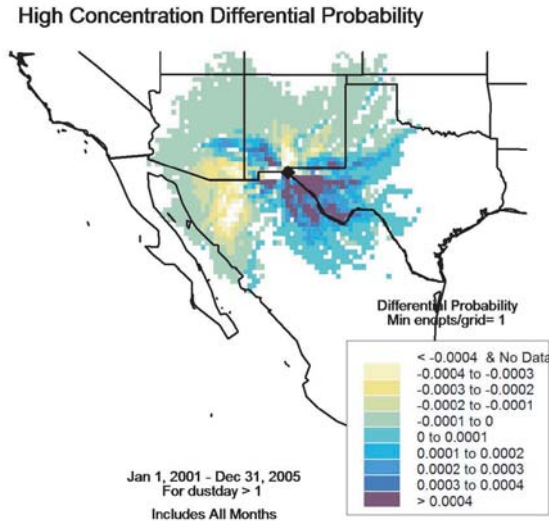 High Concentration Differential Probability
Differential Probability
Min endpts/grid= 1
< -0.0004 & No Data
-0.0004 to -0.0003
-0.0003 to -0.0002
-0.0002 to -0.0001
-0.0001 to 0
0 to 0.0001
0.0001 to 0.0002
0.0002 to 0.0003
0.0003 to 0.0004
> 0.0004
Jan 1, 2001 - Dec 31, 2005
For dustday > 1
Includes All Months